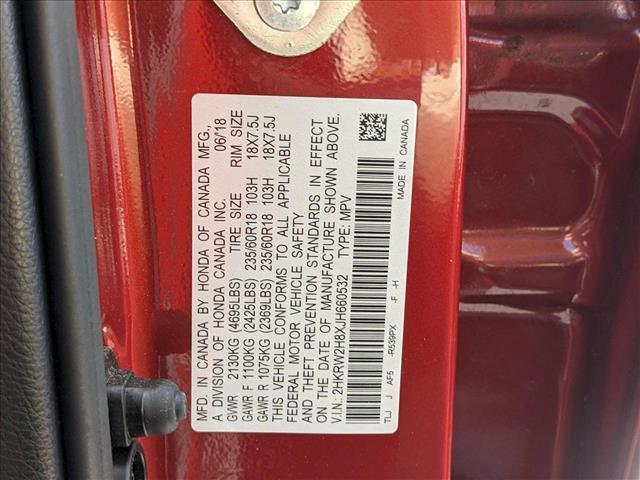 MFD. IN CANADA BY HONDA OF CANADA MFG.,
A DIVISION OF HONDA CANADA INC. 06/18
GVWR 2130KG (4695LBS) TIRE SIZE RIM SIZE
GAWR F 1100KG (2425LBS) 235/60R18 103H 18X7.5J
GAWR R 1075KG (2369LBS) 235/60R18 103H 18X7.5J
THIS VEHICLE CONFORMS TO ALL APPLICABLE
FEDERAL MOTOR VEHICLE SAFETY
AND THEFT PREVENTION STANDARDS IN EFFECT
ON THE DATE OF MANUFACTURE SHOWN ABOVE.
V.I.N: 2HKRW2H8XJH660532 TYPE: MPV
TLJ J AF5 -R539PX -F -H
MADE IN CANADA